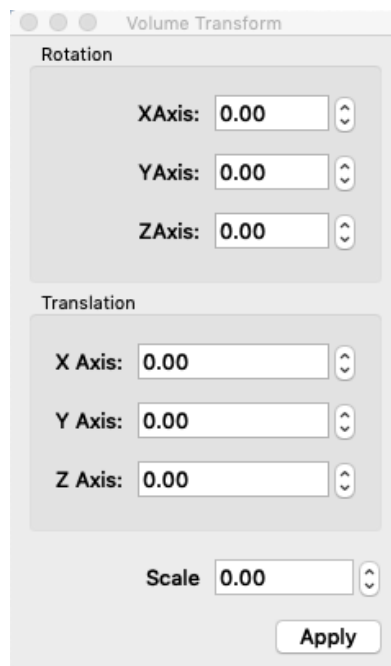 Volume Transform
Rotation
XAxis: 0.00
YAxis: 0.00
ZAxis: 0.00
Translation
X Axis: 0.00
Y Axis: 0.00
Z Axis: 0.00
Scale 0.00
Apply